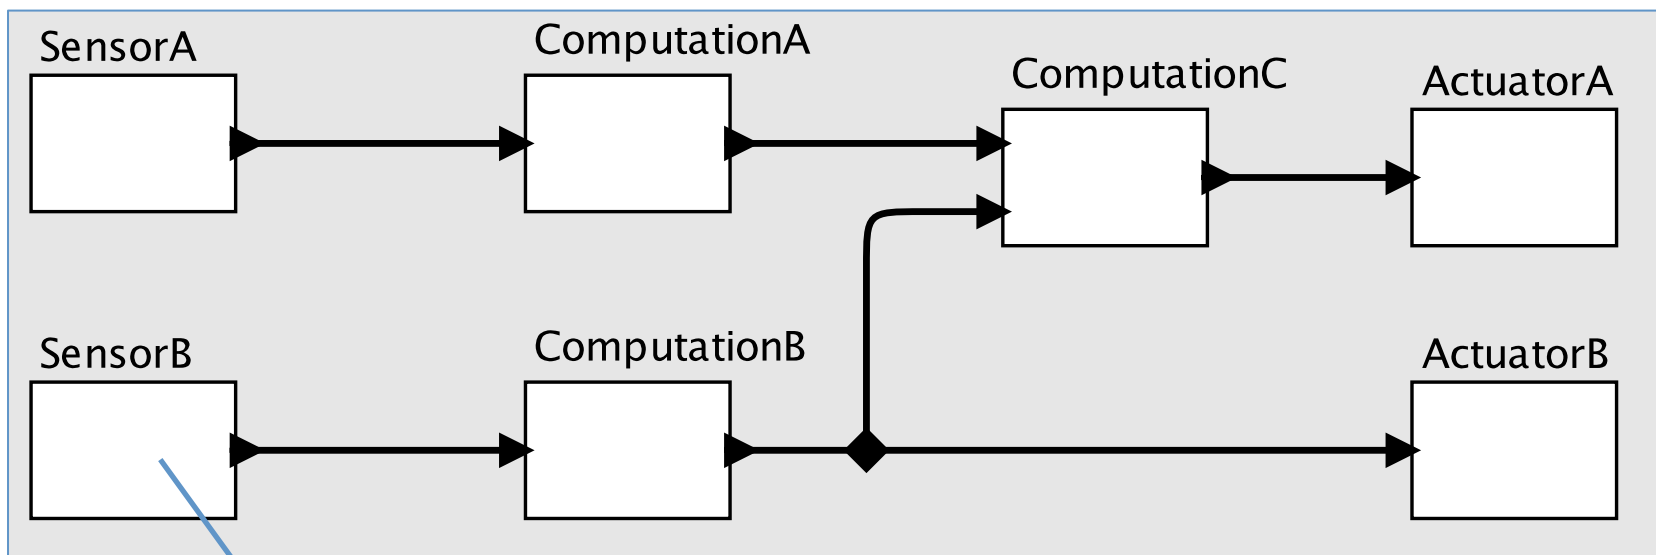 SensorA
ComputationA
ComputationC
ActuatorA
SensorB
ComputationB
ActuatorB